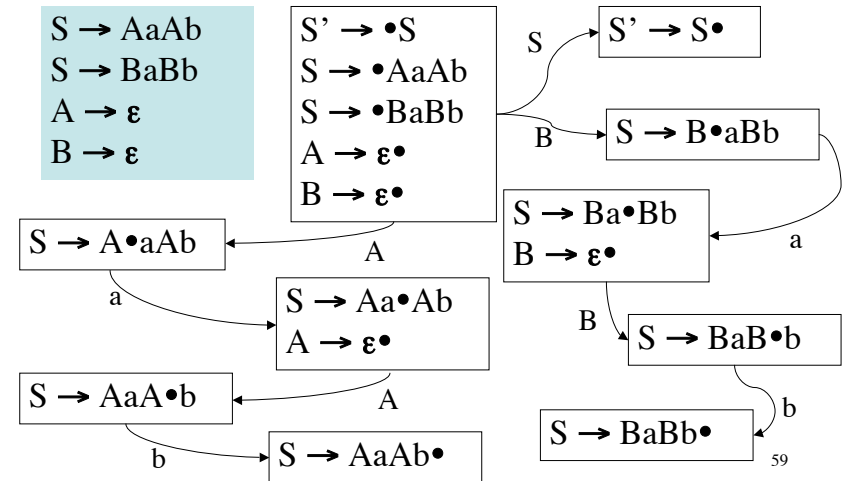 S → AaAb
S → BaBb
A → ε
B → ε
S’ → •S
S → •AaAb
S → •BaBb
A → ε•
B → ε•
S
S’ → S•
B
S → B•aBb
a
S → Ba•Bb
B → ε•
A
S → A•aAb
a
S → Aa•Ab
A → ε•
B
S → BaB•b
A
S → AaA•b
b
S → BaBb•
b
S → AaAb•
59